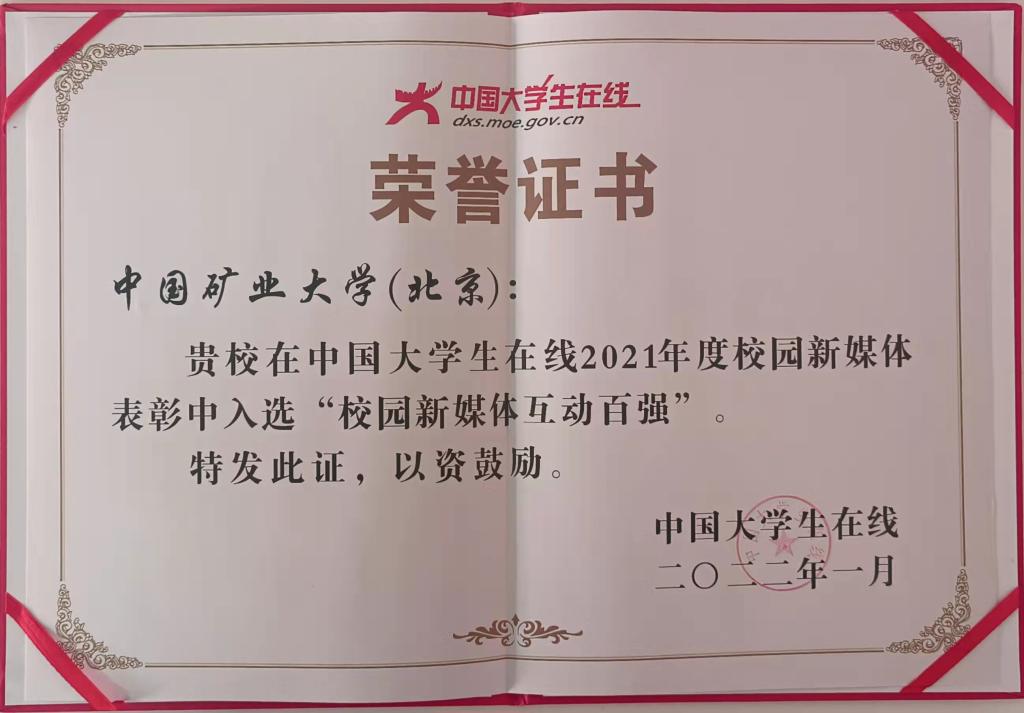 中国大学生在线
dxs.moe.gov.cn
荣誉证书
中国矿业大学(北京)：
贵校在中国大学生在线2021年度校园新媒体
表彰中入选“校园新媒体互动百强”。
特发此证，以资鼓励。
中国大学生在线
二〇二二年一月